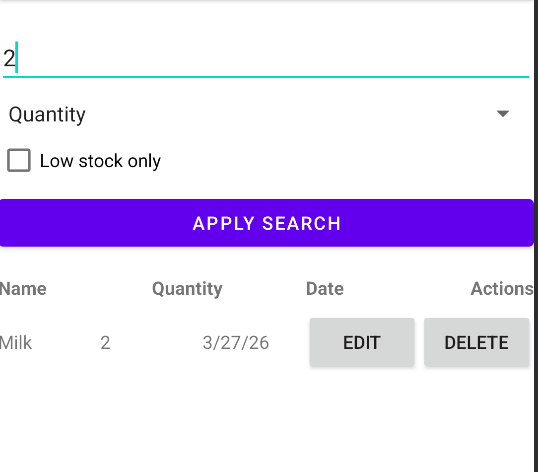 2
Quantity
Low stock only
APPLY SEARCH
Name Quantity Date Actions
Milk 2 3/27/26 EDIT DELETE